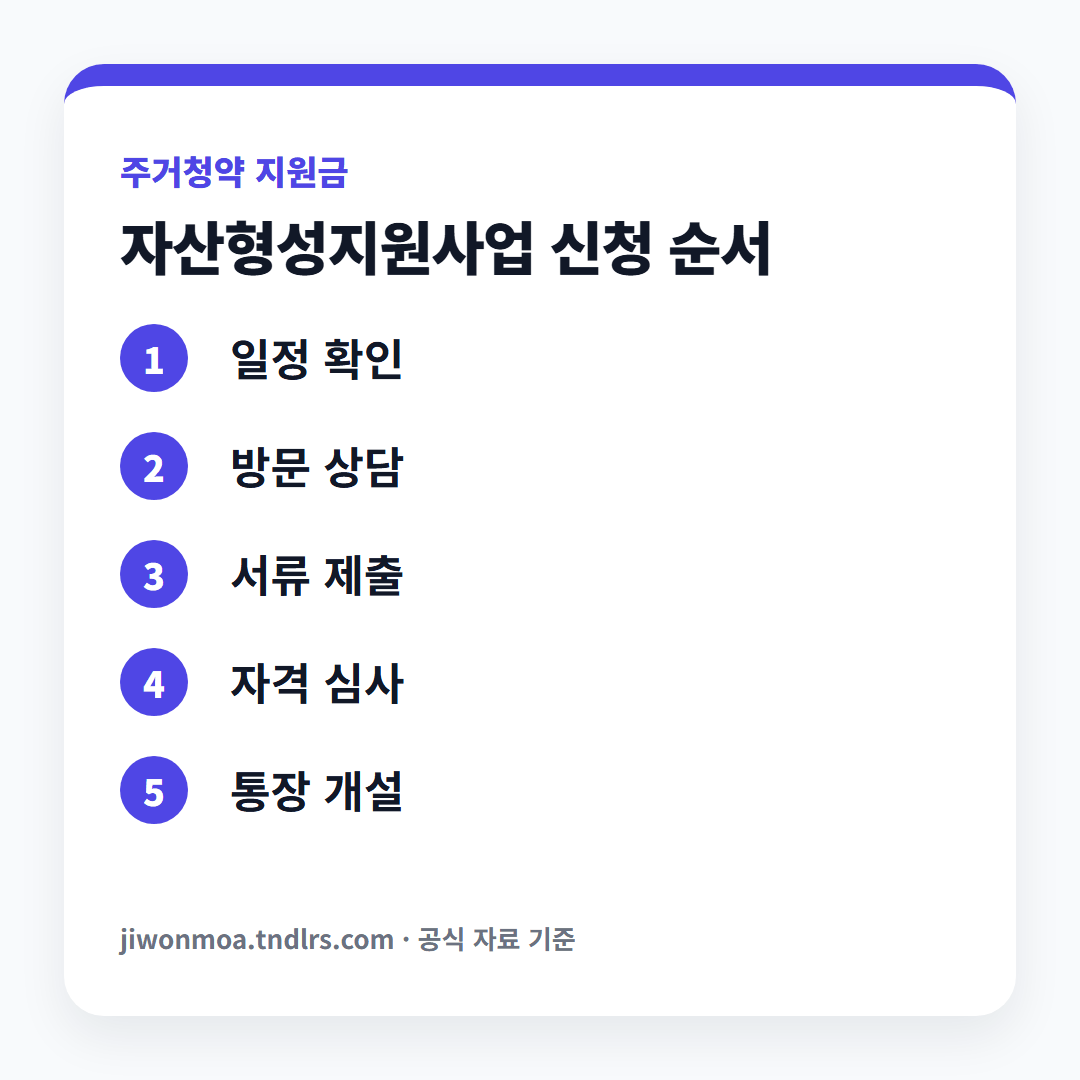 주거청약 지원금
자산형성지원사업 신청 순서
1 일정 확인
2 방문 상담
3 서류 제출
4 자격 심사
5 통장 개설
jiwonmoa.tndlrs.com · 공식 자료 기준